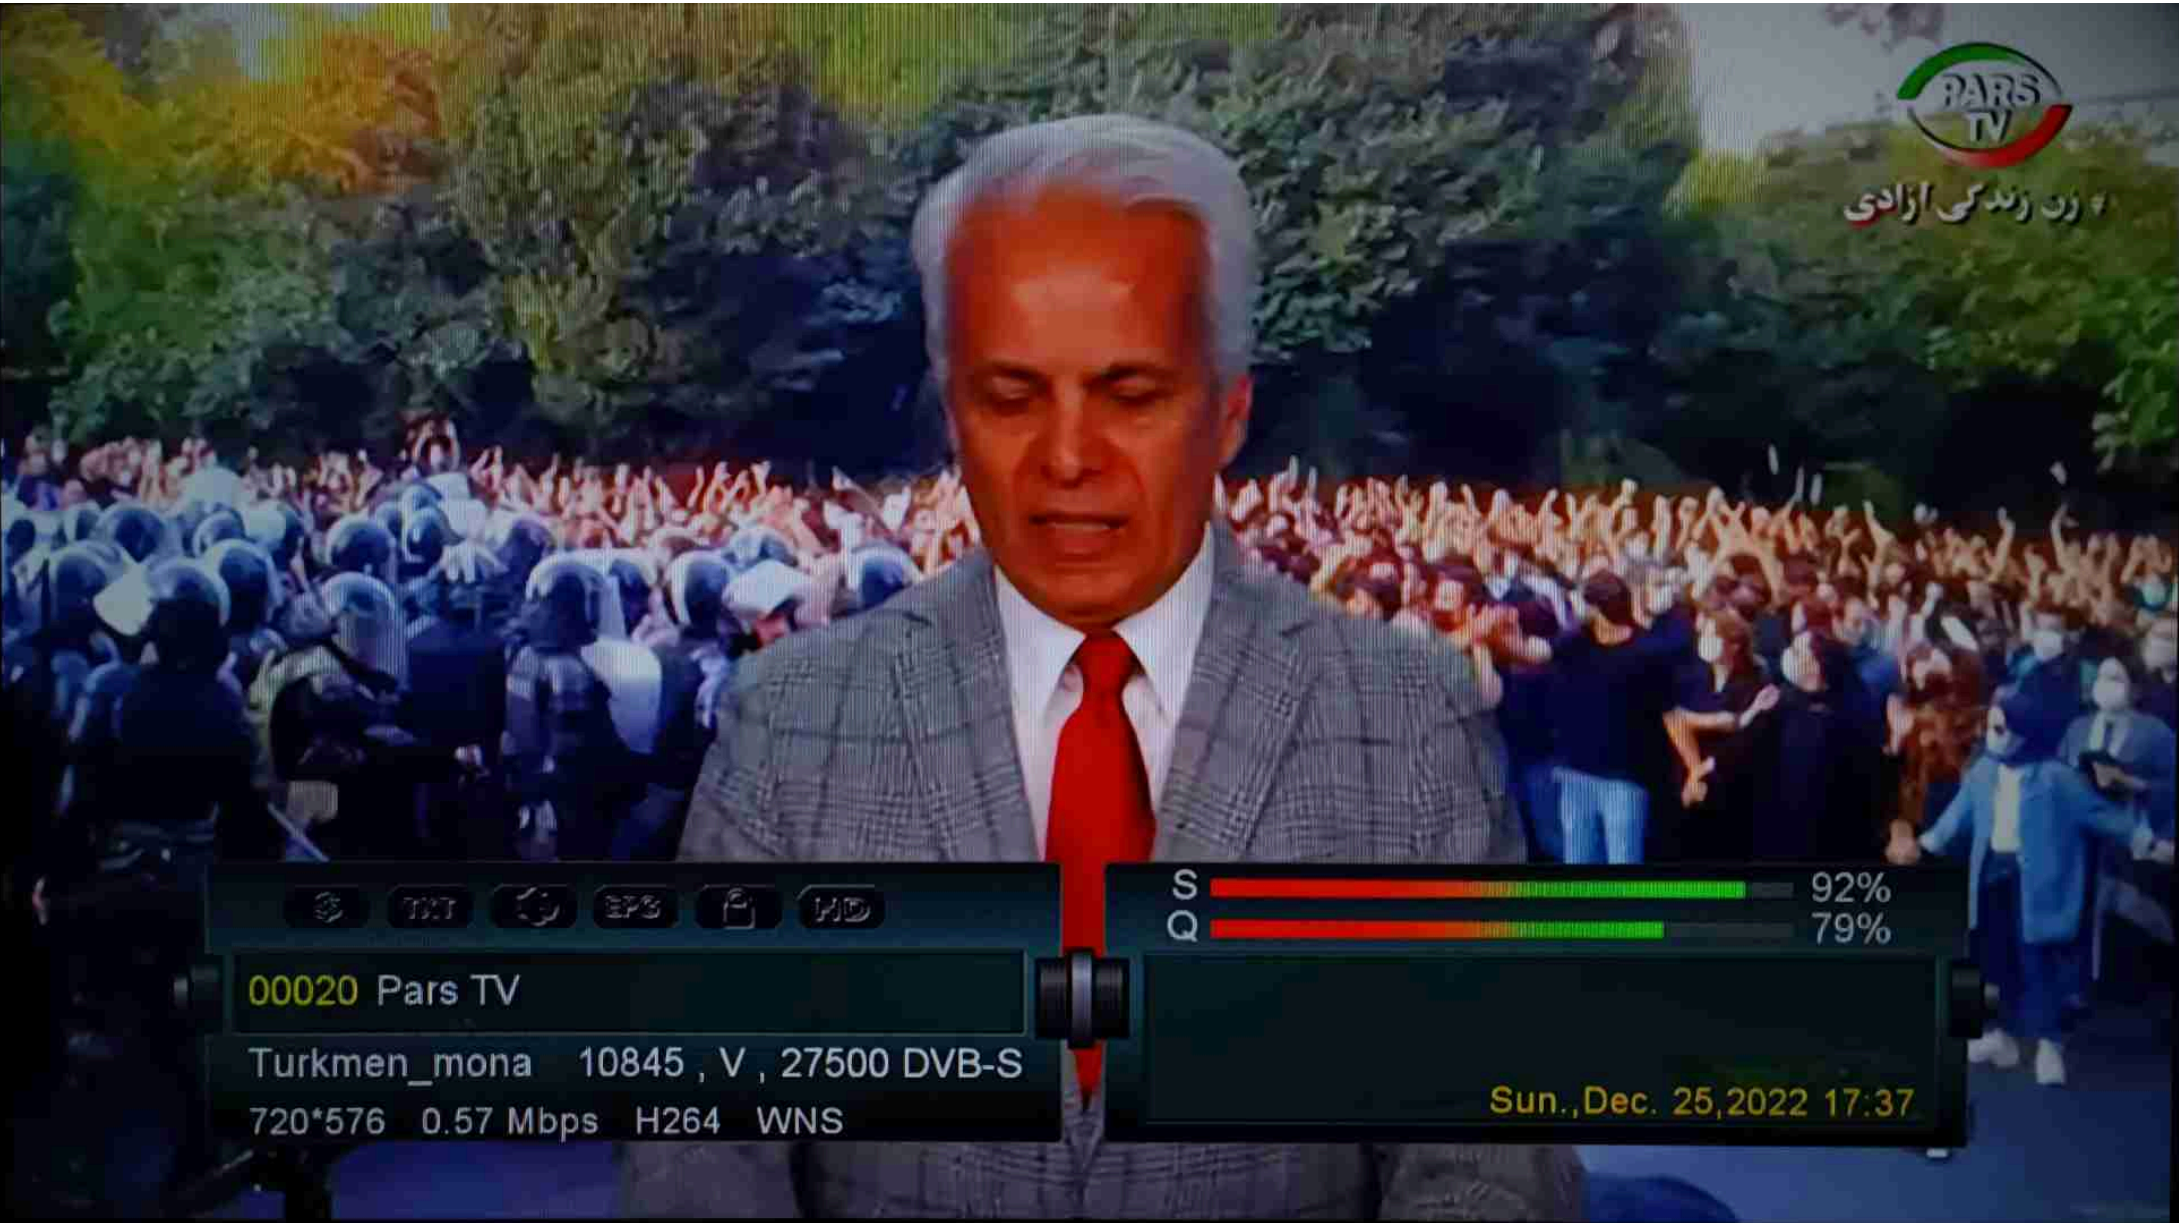 PARS
TV
# زن زندگی آزادی
$ TXT EPG HD
S 92%
Q 79%
00020 Pars TV
Turkmen_mona 10845 , V , 27500 DVB-S
720*576 0.57 Mbps H264 WNS
Sun.,Dec. 25,2022 17:37